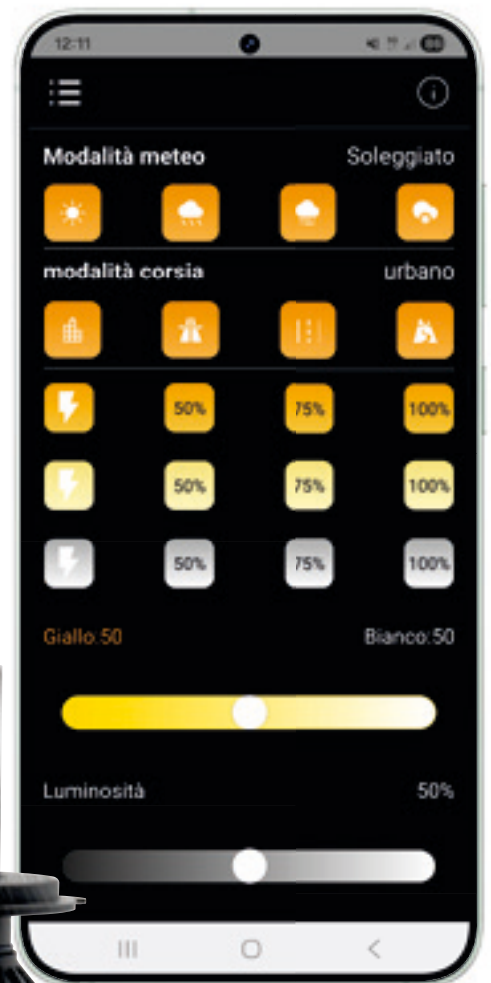 12:11
Modalità meteo Soleggiato
modalità corsia urbano
50% 75% 100%
50% 75% 100%
50% 75% 100%
Giallo:50 Bianco:50
Luminosità 50%